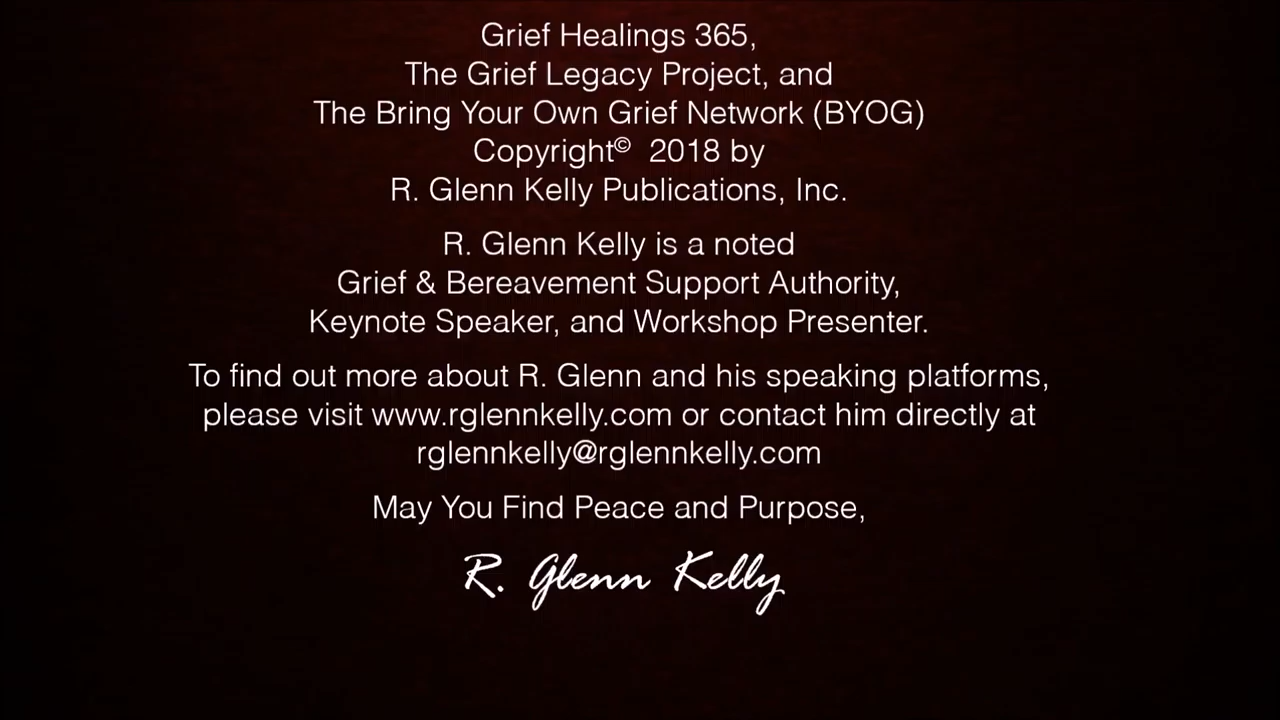 Grief Healings 365,
The Grief Legacy Project, and
The Bring Your Own Grief Network (BYOG)
Copyright© 2018 by
R. Glenn Kelly Publications, Inc.
R. Glenn Kelly is a noted
Grief & Bereavement Support Authority,
Keynote Speaker, and Workshop Presenter.
To find out more about R. Glenn and his speaking platforms,
please visit www.rglennkelly.com or contact him directly at
rglennkelly@rglennkelly.com
May You Find Peace and Purpose,
R. Glenn Kelly